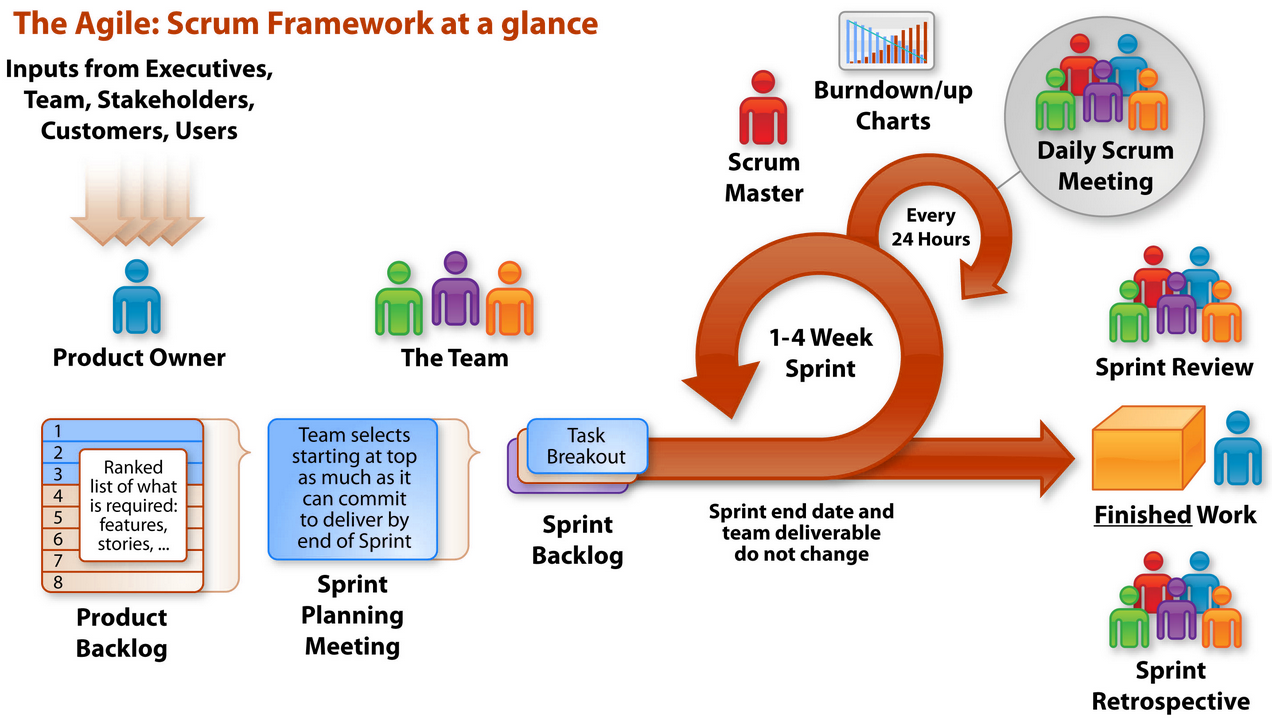 The Agile: Scrum Framework at a glance
Inputs from Executives,
Team, Stakeholders,
Customers, Users
Product Owner
The Team
Scrum
Master
Burndown/up
Charts
Daily Scrum
Meeting
Every
24 Hours
1-4 Week
Sprint
Sprint Review
1
2
3
4
5
6
7
8
Ranked
list of what
is required:
features,
stories, ...
Product
Backlog
Team selects
starting at top
as much as it
can commit
to deliver by
end of Sprint
Sprint
Planning
Meeting
Task
Breakout
Sprint
Backlog
Sprint end date and
team deliverable
do not change
Finished Work
Sprint
Retrospective